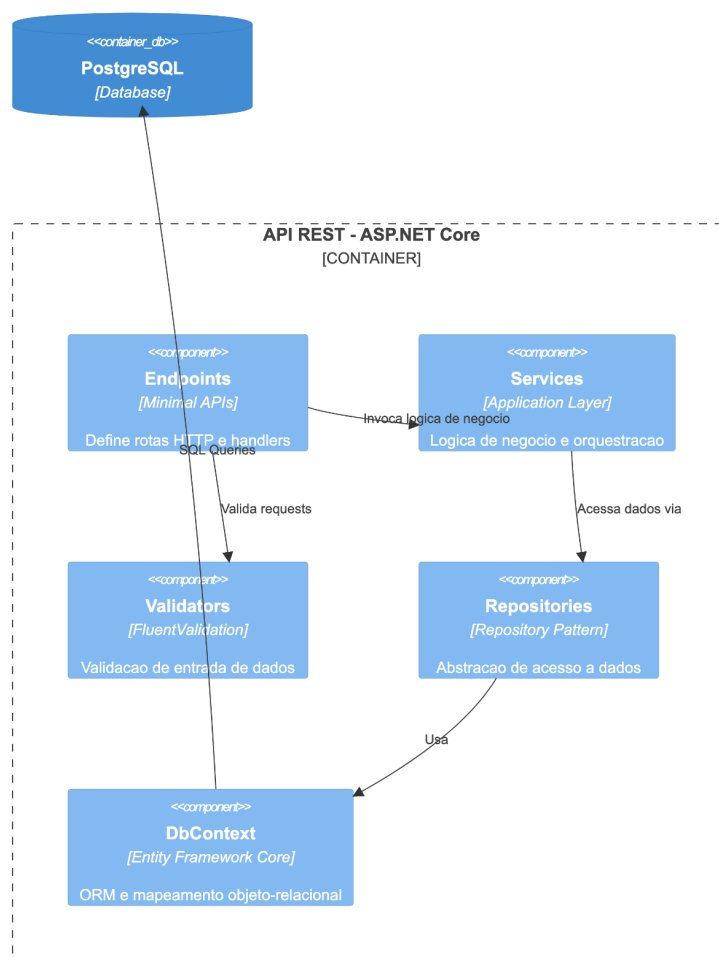 <<container_db>>
PostgreSQL
[Database]
API REST - ASP.NET Core
[CONTAINER]
<<component>>
Endpoints
[Minimal APIs]
Define rotas HTTP e handlers
<<component>>
Services
[Application Layer]
Logica de negocio e orquestracao
Invoca logica de negocio
SQL Queries
Valida requests
Acessa dados via
<<component>>
Validators
[FluentValidation]
Validacao de entrada de dados
<<component>>
Repositories
[Repository Pattern]
Abstracao de acesso a dados
Usa
<<component>>
DbContext
[Entity Framework Core]
ORM e mapeamento objeto-relacional